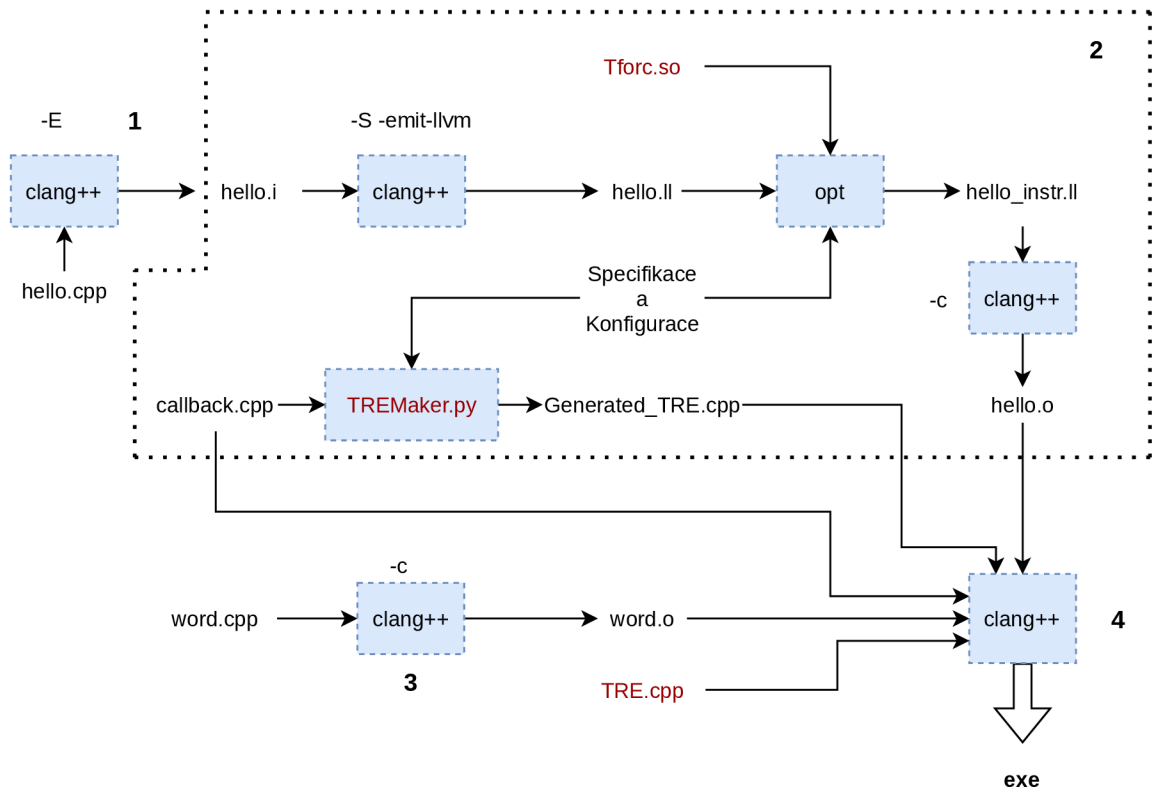 2
Tforc.so
-E
1
-S -emit-llvm
clang++
hello.i
clang++
hello.ll
opt
hello_instr.ll
hello.cpp
Specifikace
a
Konfigurace
-c
clang++
callback.cpp
TREMaker.py
Generated_TRE.cpp
hello.o
-c
word.cpp
clang++
word.o
clang++
4
3
TRE.cpp
exe